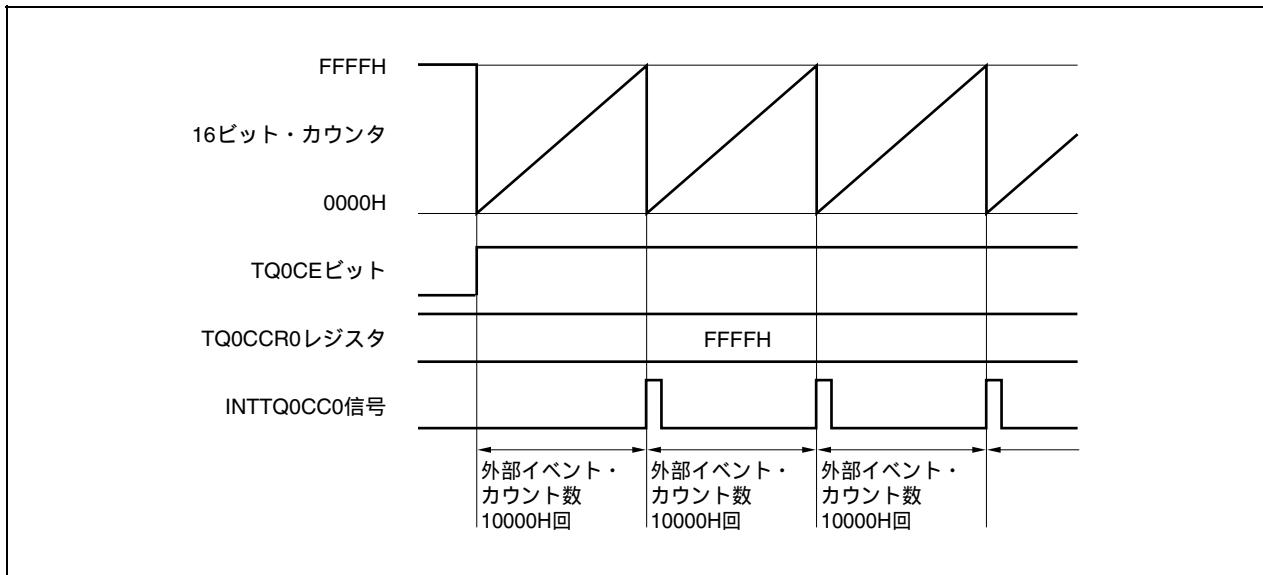 FFFFH
16ビット・カウンタ
0000H
TQ0CEビット
TQ0CCR0レジスタ
FFFFH
INTTQ0CC0信号
外部イベント・
カウント数
10000H回
外部イベント・
カウント数
10000H回
外部イベント・
カウント数
10000H回